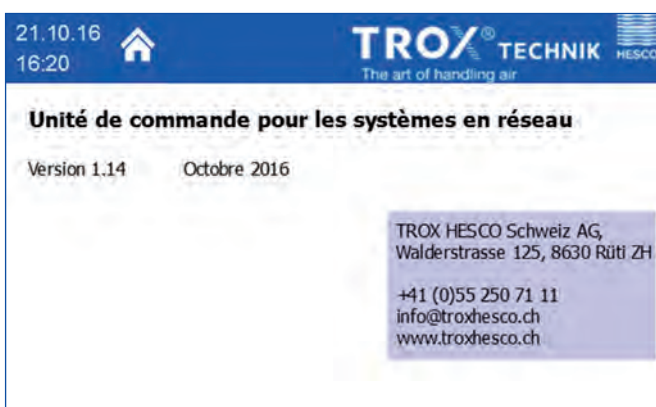 21.10.16
16:20
TROX® TECHNIK
The art of handling air
HESCO
Unité de commande pour les systèmes en réseau
Version 1.14 Octobre 2016
TROX HESCO Schweiz AG,
Walderstrasse 125, 8630 Rüti ZH
+41 (0)55 250 71 11
info@troxhesco.ch
www.troxhesco.ch